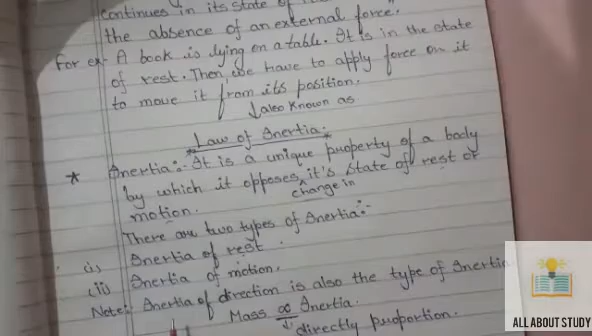 continues in its state of
the absence of an external force."
For ex- A book is lying on a table. It is in the state
of rest. Then, we have to apply force on it
to move it from its position.
↓ also known as
Law of Inertia:
* Inertia:- It is a unique property of a body
by which it opposes ^ it's state of rest or
change in
motion.
There are two types of Inertia:-
(i) Inertia of rest.
(ii) Inertia of motion.
Note: Inertia of direction is also the type of Inertia
Mass ∝ Inertia.
↓ directly proportion.
ALL ABOUT STUDY